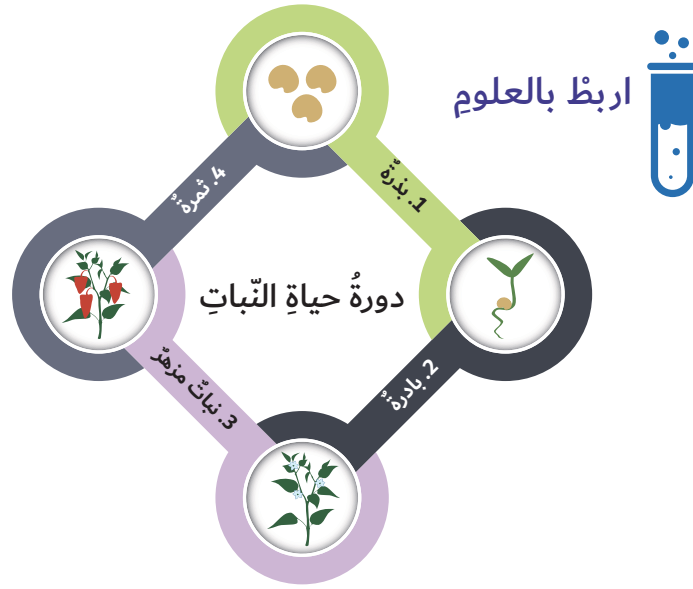 اربطْ بالعلومِ
1. بذرةٌ
2. بادرةٌ
3. نباتٌ مزهرٌ
4. ثمرةٌ
دورةُ حياةِ النّباتِ